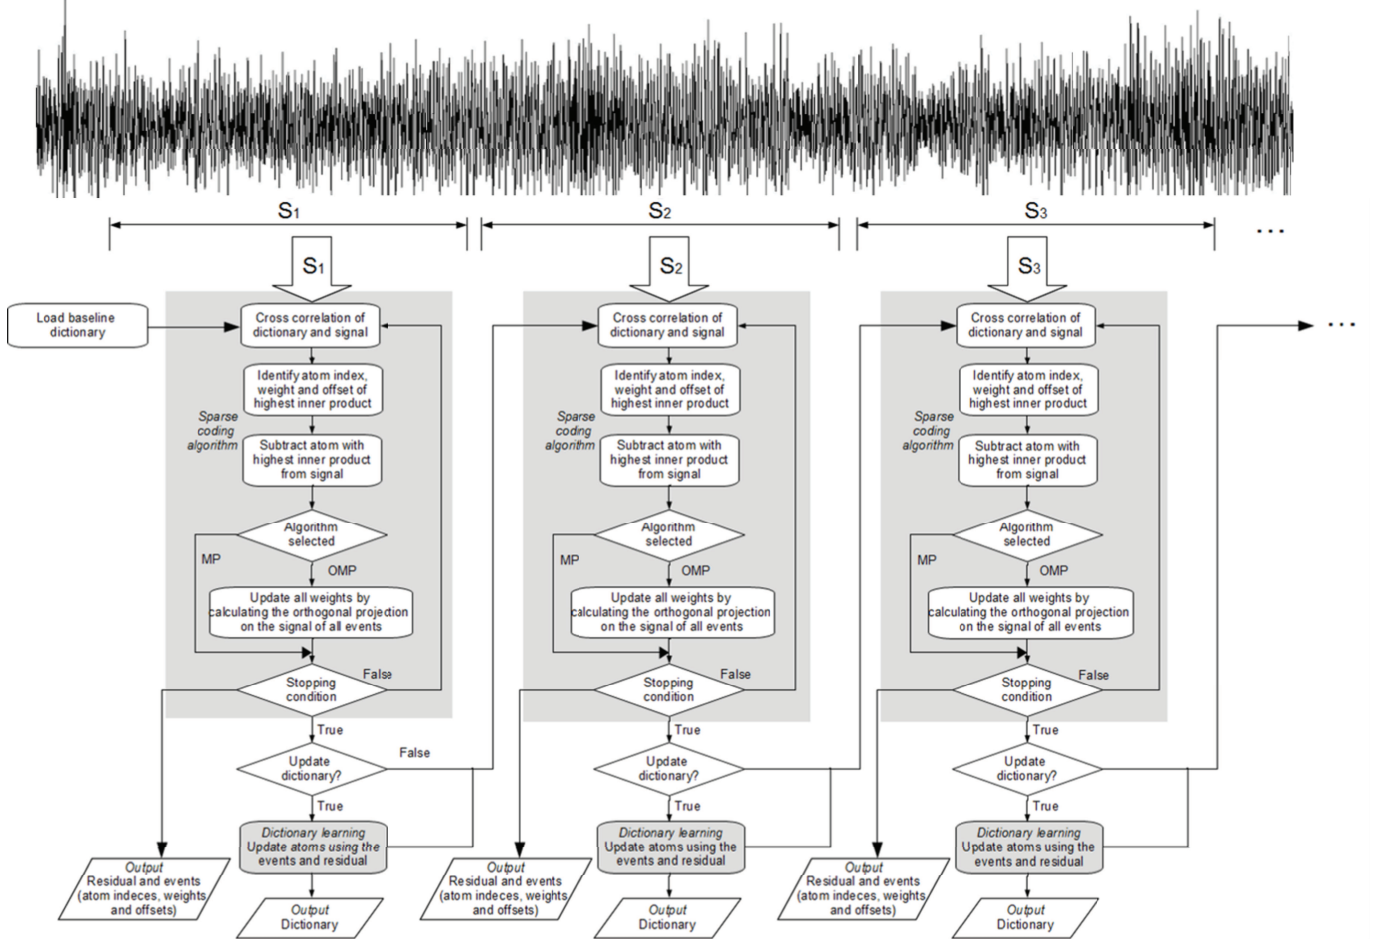 S1
S2
S3
...
S1
S2
S3
Load baseline
dictionary
Cross correlation of
dictionary and signal
Identify atom index,
weight and offset of
highest inner product
Sparse
coding
algorithm
Subtract atom with
highest inner product
from signal
Algorithm
selected
MP
OMP
Update all weights by
calculating the orthogonal projection
on the signal of all events
Stopping
condition
False
True
Update
dictionary?
False
True
Dictionary learning
Update atoms using the
events and residual
Output
Residual and events
(atom indeces, weights
and offsets)
Output
Dictionary
Cross correlation of
dictionary and signal
Identify atom index,
weight and offset of
highest inner product
Sparse
coding
algorithm
Subtract atom with
highest inner product
from signal
Algorithm
selected
MP
OMP
Update all weights by
calculating the orthogonal projection
on the signal of all events
Stopping
condition
False
True
Update
dictionary?
True
Dictionary learning
Update atoms using the
events and residual
Output
Residual and events
(atom indeces, weights
and offsets)
Output
Dictionary
Cross correlation of
dictionary and signal
Identify atom index,
weight and offset of
highest inner product
Sparse
coding
algorithm
Subtract atom with
highest inner product
from signal
Algorithm
selected
MP
OMP
Update all weights by
calculating the orthogonal projection
on the signal of all events
Stopping
condition
False
True
Update
dictionary?
True
Dictionary learning
Update atoms using the
events and residual
Output
Residual and events
(atom indeces, weights
and offsets)
Output
Dictionary
...